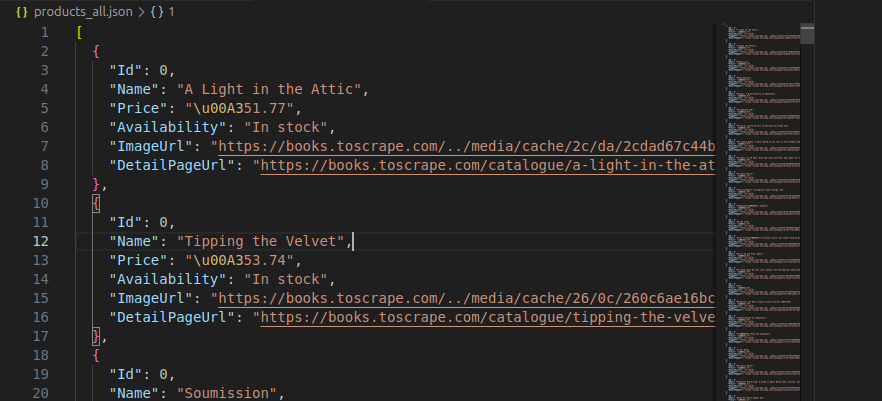 {} products_all.json > {} 1
1 [
2 {
3 "Id": 0,
4 "Name": "A Light in the Attic",
5 "Price": "\u00A351.77",
6 "Availability": "In stock",
7 "ImageUrl": "https://books.toscrape.com/../media/cache/2c/da/2cdad67c44b
8 "DetailPageUrl": "https://books.toscrape.com/catalogue/a-light-in-the-at
9 },
10 {
11 "Id": 0,
12 "Name": "Tipping the Velvet",
13 "Price": "\u00A353.74",
14 "Availability": "In stock",
15 "ImageUrl": "https://books.toscrape.com/../media/cache/26/0c/260c6ae16bc
16 "DetailPageUrl": "https://books.toscrape.com/catalogue/tipping-the-velve
17 },
18 {
19 "Id": 0,
20 "Name": "Soumission",